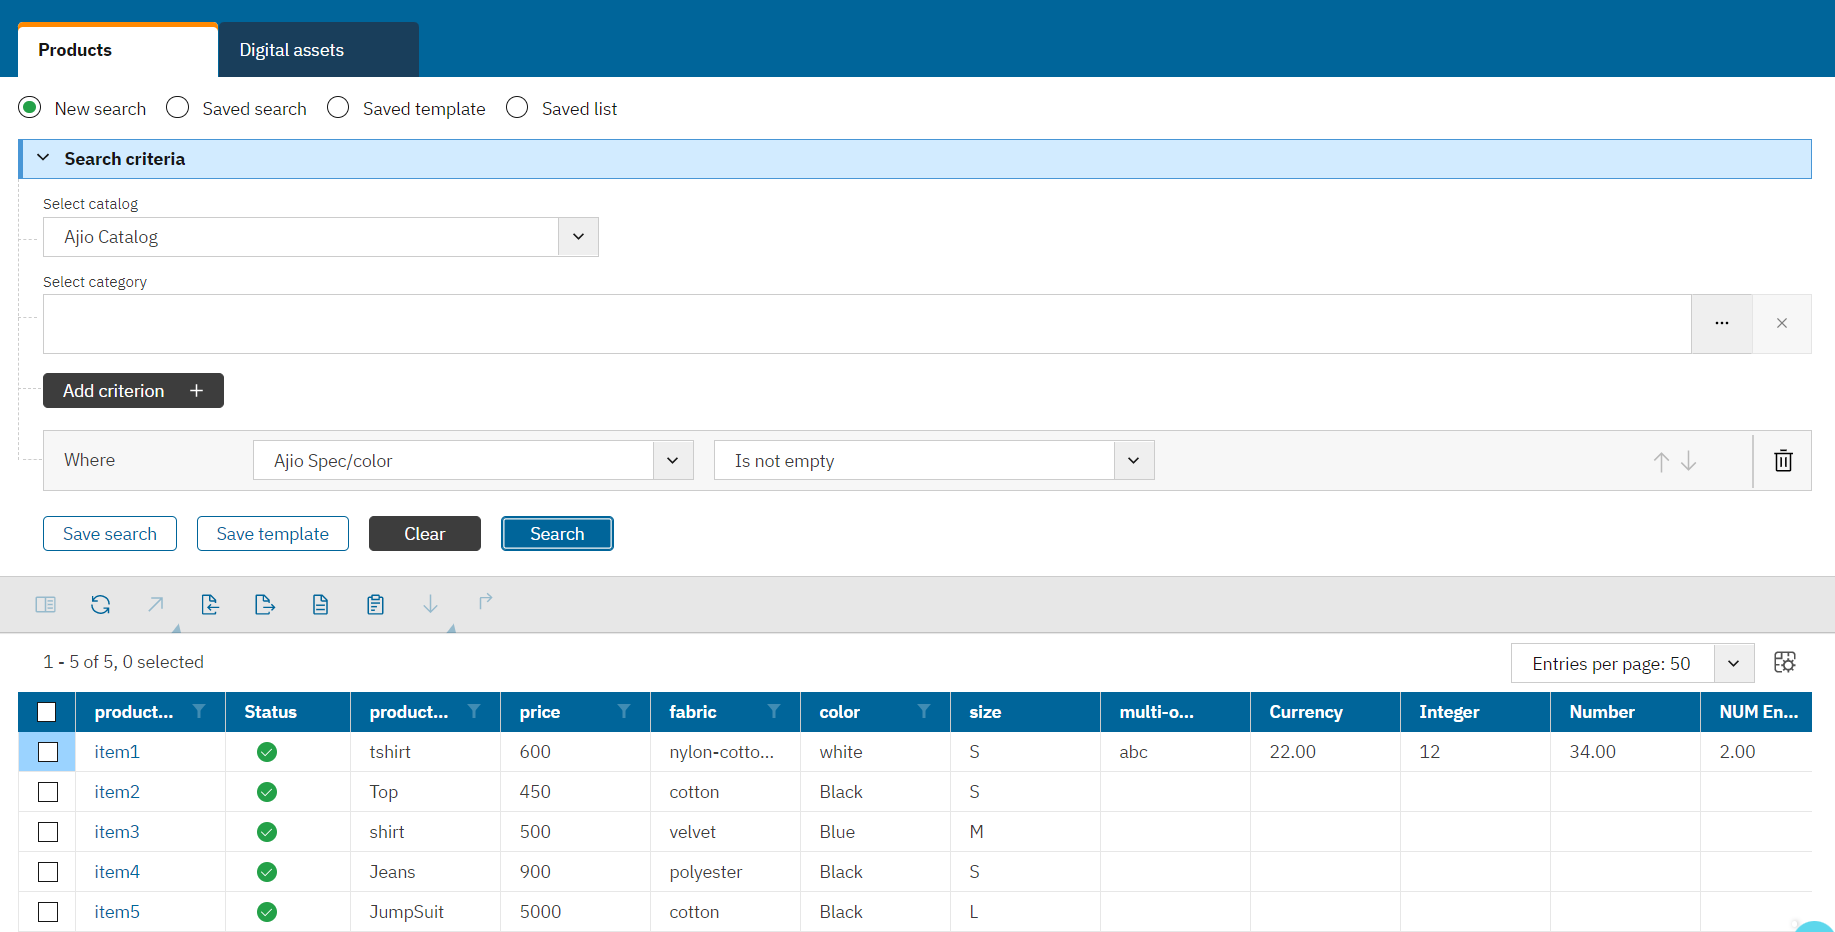 Products Digital assets
New search Saved search Saved template Saved list
Search criteria
Select catalog
Ajio Catalog
Select category
Add criterion +
Where Ajio Spec/color Is not empty
Save search Save template Clear Search
1 - 5 of 5, 0 selected Entries per page: 50
product... Status product... price fabric color size multi-o... Currency Integer Number NUM En...
item1 tshirt 600 nylon-cotto... white S abc 22.00 12 34.00 2.00
item2 Top 450 cotton Black S
item3 shirt 500 velvet Blue M
item4 Jeans 900 polyester Black S
item5 JumpSuit 5000 cotton Black L